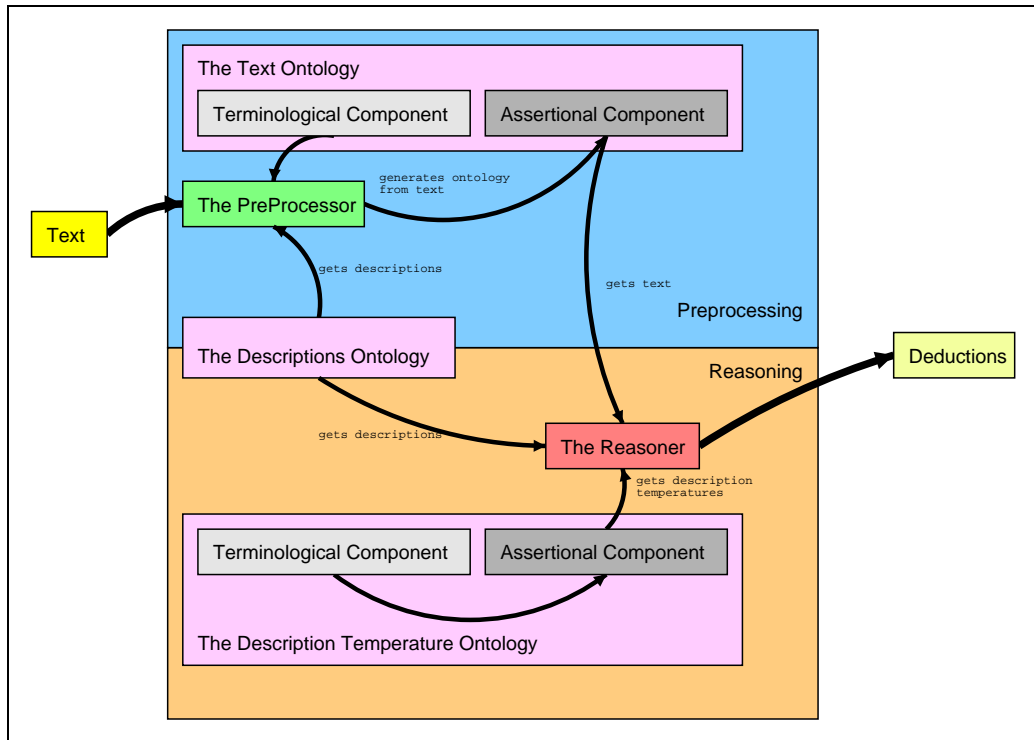 The Text Ontology
Terminological Component
Assertional Component
generates ontology
from text
The PreProcessor
Text
gets descriptions
gets text
Preprocessing
The Descriptions Ontology
Reasoning
Deductions
gets descriptions
The Reasoner
gets description
temperatures
Terminological Component
Assertional Component
The Description Temperature Ontology